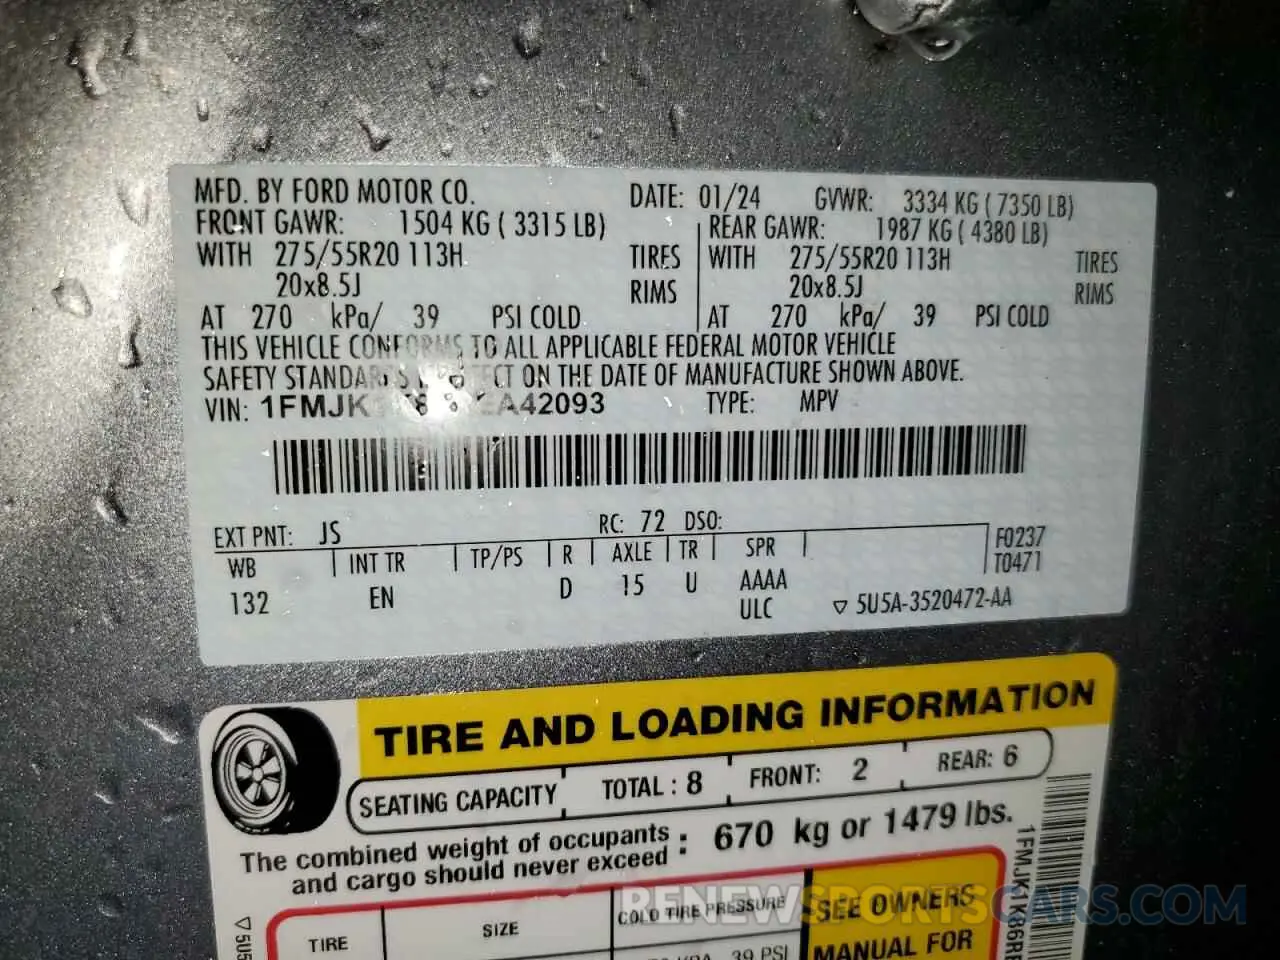 MFD. BY FORD MOTOR CO. DATE: 01/24 GVWR: 3334 KG ( 7350 LB)
FRONT GAWR: 1504 KG ( 3315 LB) REAR GAWR: 1987 KG ( 4380 LB)
WITH 275/55R20 113H TIRES WITH 275/55R20 113H TIRES
20x8.5J RIMS 20x8.5J RIMS
AT 270 kPa/ 39 PSI COLD AT 270 kPa/ 39 PSI COLD
THIS VEHICLE CONFORMS TO ALL APPLICABLE FEDERAL MOTOR VEHICLE
SAFETY STANDARDS ON THE DATE OF MANUFACTURE SHOWN ABOVE.
VIN: TYPE: MPV
EXT PNT: JS RC: 72 DSO:
WB INT TR TP/PS R AXLE TR SPR F0237
T0471
132 EN D 15 U AAAA
ULC ▽ 5U5A-3520472-AA
TIRE AND LOADING INFORMATION
SEATING CAPACITY TOTAL : 8 FRONT: 2 REAR: 6
The combined weight of occupants
and cargo should never exceed : 670 kg or 1479 lbs.
TIRE SIZE COLD TIRE PRESSURE SEE OWNERS
39 PSI MANUAL FOR
RENEWSPORTSCARS.COM